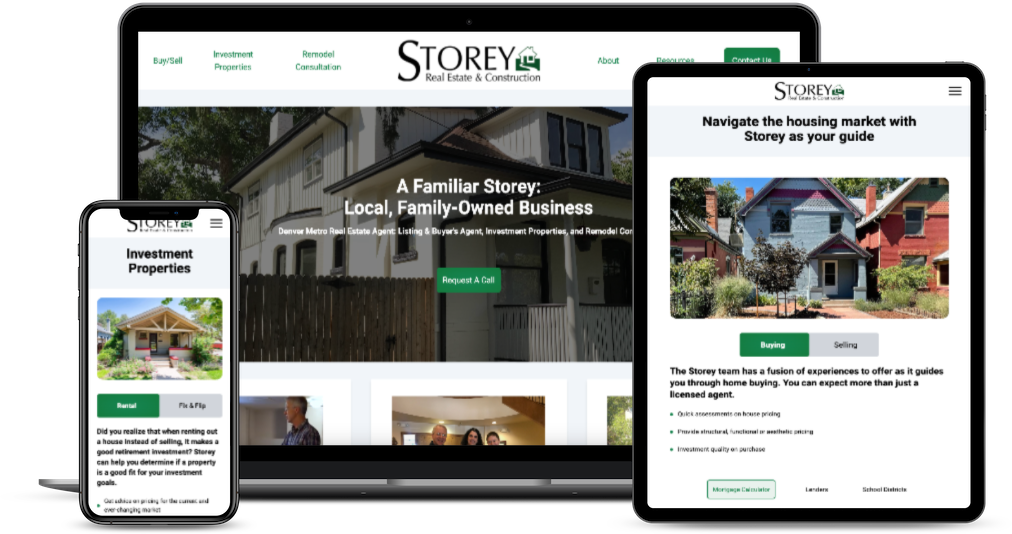 Buy/Sell
Investment
Properties
Remodel
Consultation
STOREY
Real Estate & Construction
About
Resources
Contact Us
A Familiar Storey:
Local, Family-Owned Business
Denver Metro Real Estate Agent: Listing & Buyer's Agent, Investment Properties, and Remodel
Request A Call
STOREY
Real Estate & Construction
Investment
Properties
Rental
Fix & Flip
Did you realize that when renting out
a house instead of selling, it makes a
good retirement investment? Storey
can help you determine if a property
is a good fit for your investment
goals.
Get advice on pricing for the current and
ever-changing market
STOREY
Real Estate & Construction
Navigate the housing market with
Storey as your guide
Buying
Selling
The Storey team has a fusion of experiences to offer as it guides
you through home buying. You can expect more than just a
licensed agent.
Quick assessments on house pricing
Provide structural, functional or aesthetic pricing
Investment quality on purchase
Mortgage Calculator
Lenders
School Districts